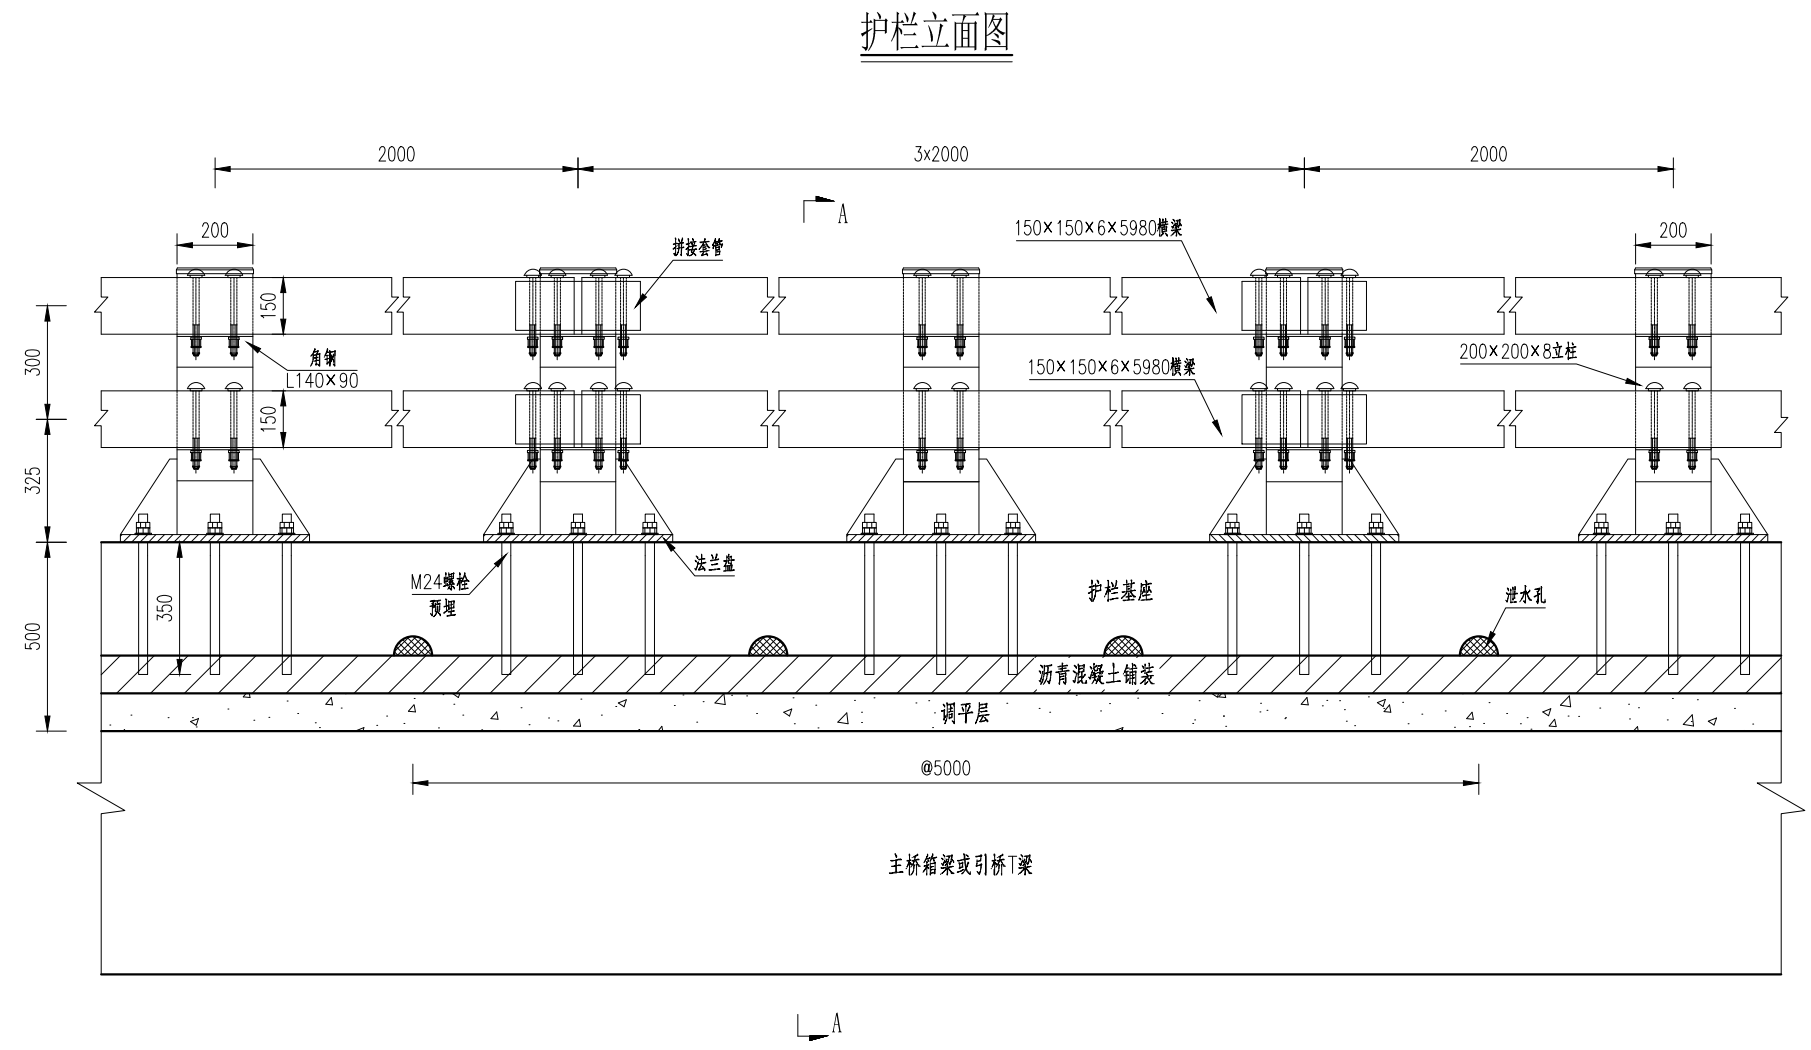 护栏立面图
2000
3x2000
2000
A
200
拼接套管
150×150×6×5980横梁
200
150
300
角钢
L140×90
150×150×6×5980横梁
200×200×8立柱
150
325
M24螺栓
预埋
法兰盘
护栏基座
泄水孔
350
500
沥青混凝土铺装
调平层
@5000
主桥箱梁或引桥T梁
A